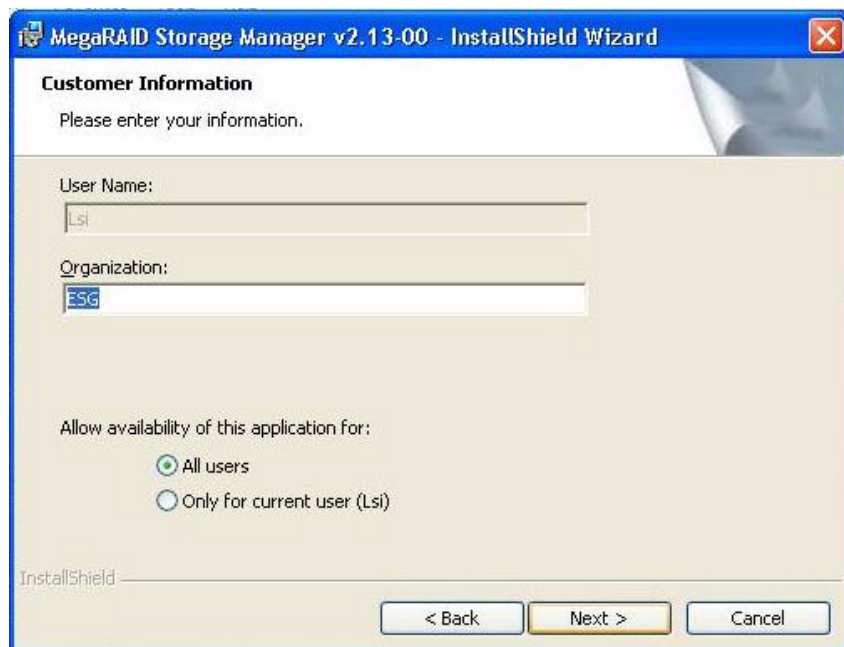 MegaRAID Storage Manager v2.13-00 - InstallShield Wizard
Customer Information
Please enter your information.
User Name:
Lsi
Organization:
ESG
Allow availability of this application for:
All users
Only for current user (Lsi)
InstallShield
< Back Next > Cancel